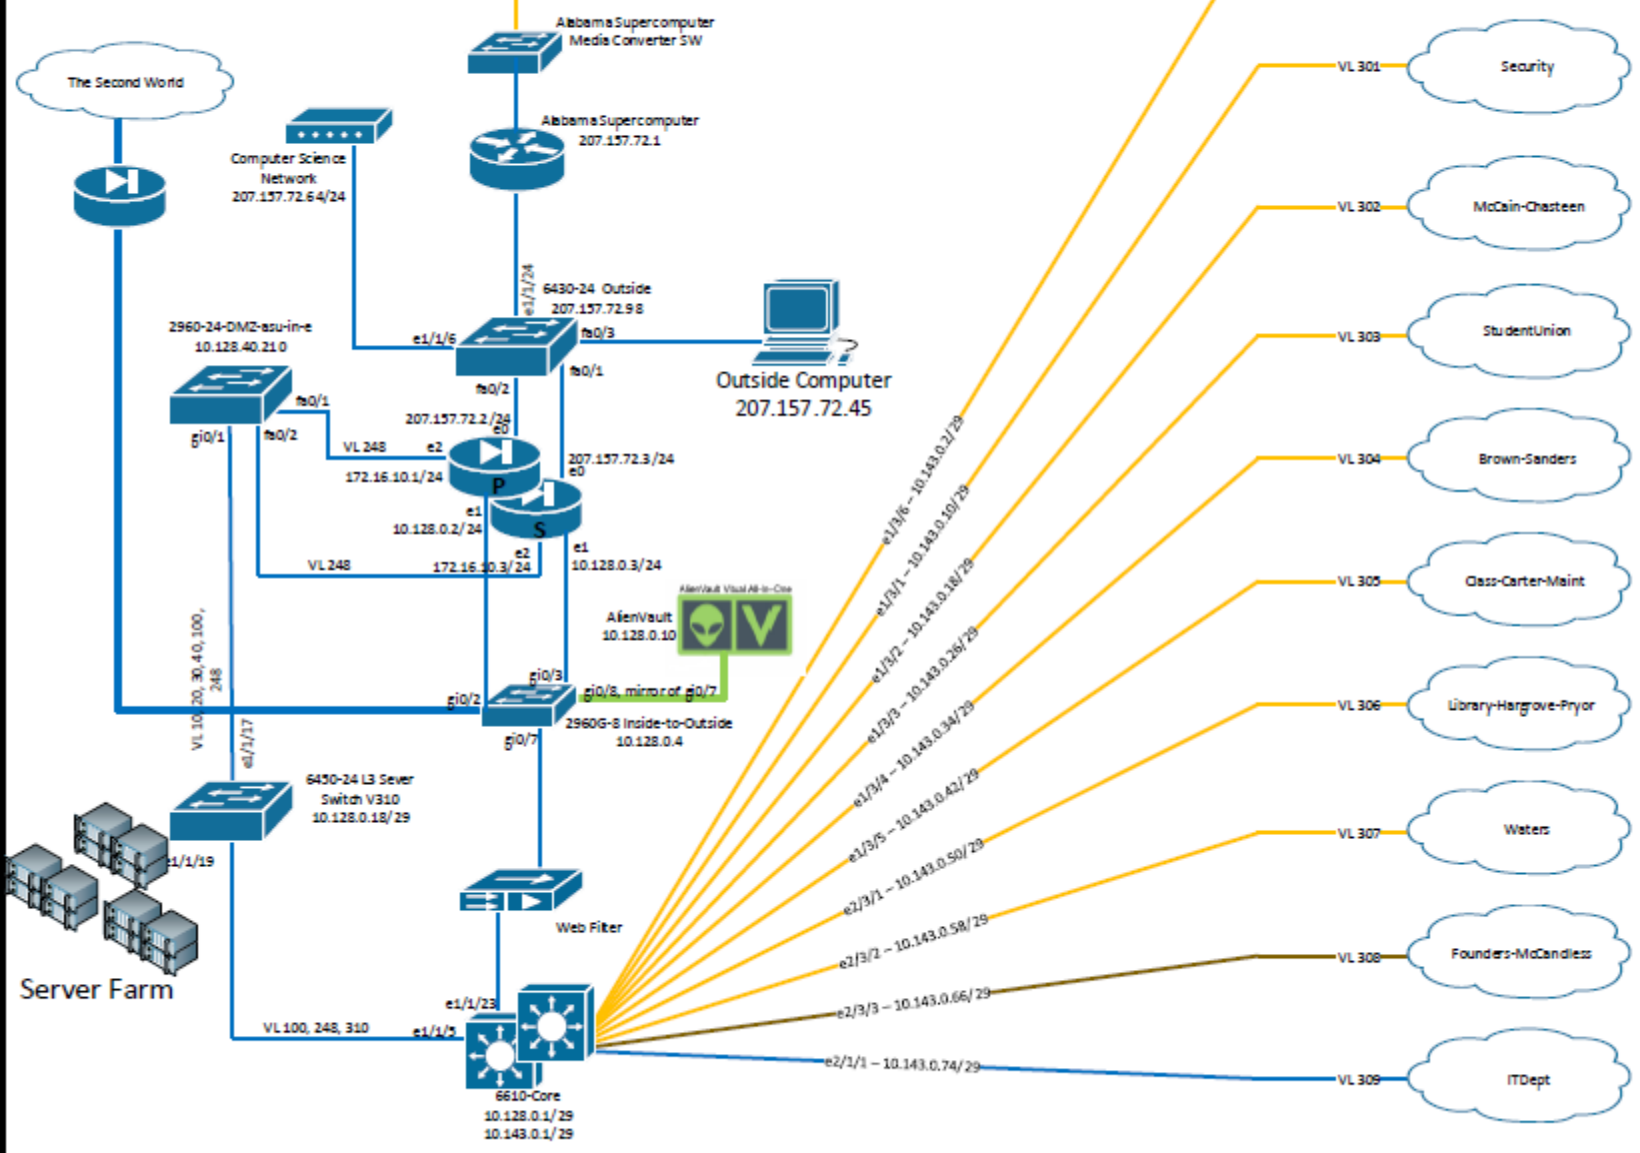 Alabama Supercomputer
Media Converter SW
The Second World
Alabama Supercomputer
207.157.72.1
Computer Science
Network
207.157.72.64/24
e1/1/24
6430-24 Outside
207.157.72.98
e1/1/6
fa0/3
fa0/1
fa0/2
Outside Computer
207.157.72.45
2960-24-DMZ-asu-in-e
10.128.40.210
fa0/1
gi0/1
fa0/2
VL 248
207.157.72.2/24
e0
e2
172.16.10.1/24
P
207.157.72.3/24
e0
e1
10.128.0.2/24
S
e2
172.16.10.3/24
e1
10.128.0.3/24
VL 248
AlienVault Visual All-In-One
AlienVault
10.128.0.10
V
VL 10, 20, 30, 40, 100,
248
e1/1/17
gi0/3
gi0/2
gi0/8, mirror of gi0/7
2960G-8 Inside-to-Outside
10.128.0.4
gi0/7
6450-24 L3 Sever
Switch V310
10.128.0.18/29
e1/1/19
Server Farm
Web Filter
e1/1/23
VL 100, 248, 310
e1/1/5
6610-Core
10.128.0.1/29
10.143.0.1/29
e1/3/6 – 10.143.0.2/29
e1/3/1 – 10.143.0.10/29
e1/3/2 – 10.143.0.18/29
e1/3/3 – 10.143.0.26/29
e1/3/4 – 10.143.0.34/29
e1/3/5 – 10.143.0.42/29
e2/3/1 – 10.143.0.50/29
e2/3/2 – 10.143.0.58/29
e2/3/3 – 10.143.0.66/29
e2/1/1 – 10.143.0.74/29
VL 301
Security
VL 302
McCain-Chasteen
VL 303
StudentUnion
VL 304
Brown-Sanders
VL 305
Class-Carter-Maint
VL 306
Library-Hargrove-Pryor
VL 307
Waters
VL 308
Founders-McCandless
VL 309
ITDept